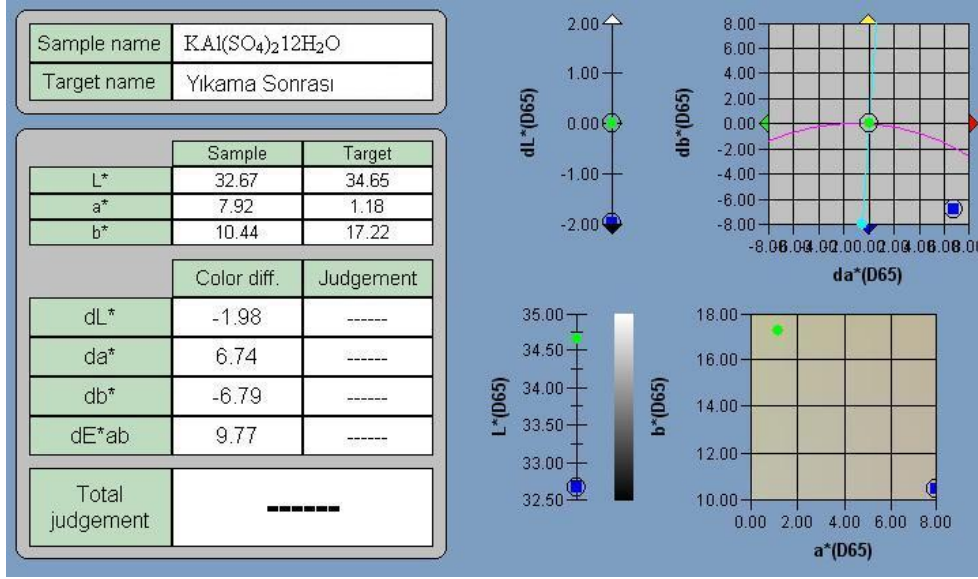 Sample name KAl(SO₄)₂12H₂O
Target name Yıkama Sonrası
Sample Target
L* 32.67 34.65
a* 7.92 1.18
b* 10.44 17.22
Color diff. Judgement
dL* -1.98 ------
da* 6.74 ------
db* -6.79 ------
dE*ab 9.77 ------
Total
judgement ------
dL*(D65)
2.00
1.00
0.00
-1.00
-2.00
db*(D65)
8.00
6.00
4.00
2.00
0.00
-2.00
-4.00
-6.00
-8.00
da*(D65)
L*(D65)
35.00
34.50
34.00
33.50
33.00
32.50
b*(D65)
18.00
16.00
14.00
12.00
10.00
0.00 2.00 4.00 6.00 8.00
a*(D65)